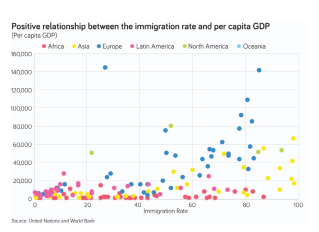 Positive relationship between the immigration rate and per capita GDP
(Per capita GDP)
Africa Asia Europe Latin America North America Oceania
160,000
140,000
120,000
100,000
80,000
60,000
40,000
20,000
0
0 20 40 60 80 100
Immigration Rate
Source: United Nations and World Bank